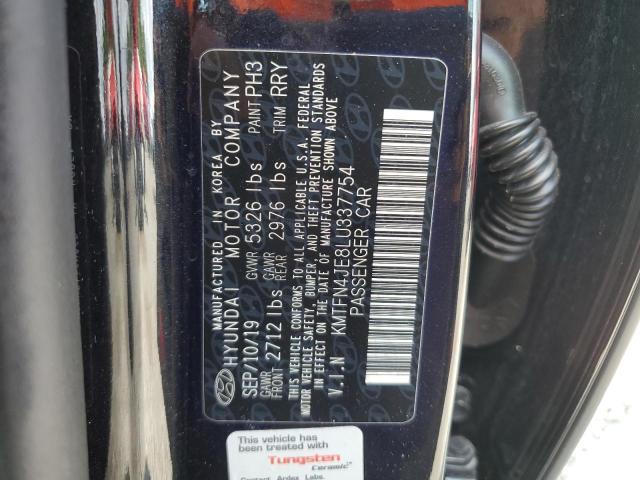 MANUFACTURED IN KOREA BY
HYUNDAI MOTOR COMPANY
SEP/10/19 GVWR 5326 lbs PAINT PH3
GAWR FRONT 2712 lbs GAWR REAR 2976 lbs TRIM RRY
THIS VEHICLE CONFORMS TO ALL APPLICABLE U.S.A. FEDERAL
MOTOR VEHICLE SAFETY, BUMPER, AND THEFT PREVENTION STANDARDS
IN EFFECT ON THE DATE OF MANUFACTURE SHOWN ABOVE
V.I.N KMTFN4JE8LU337754
PASSENGER CAR
This vehicle has
been treated with
Tungsten
Ceramic
Contact Ardex Labs.